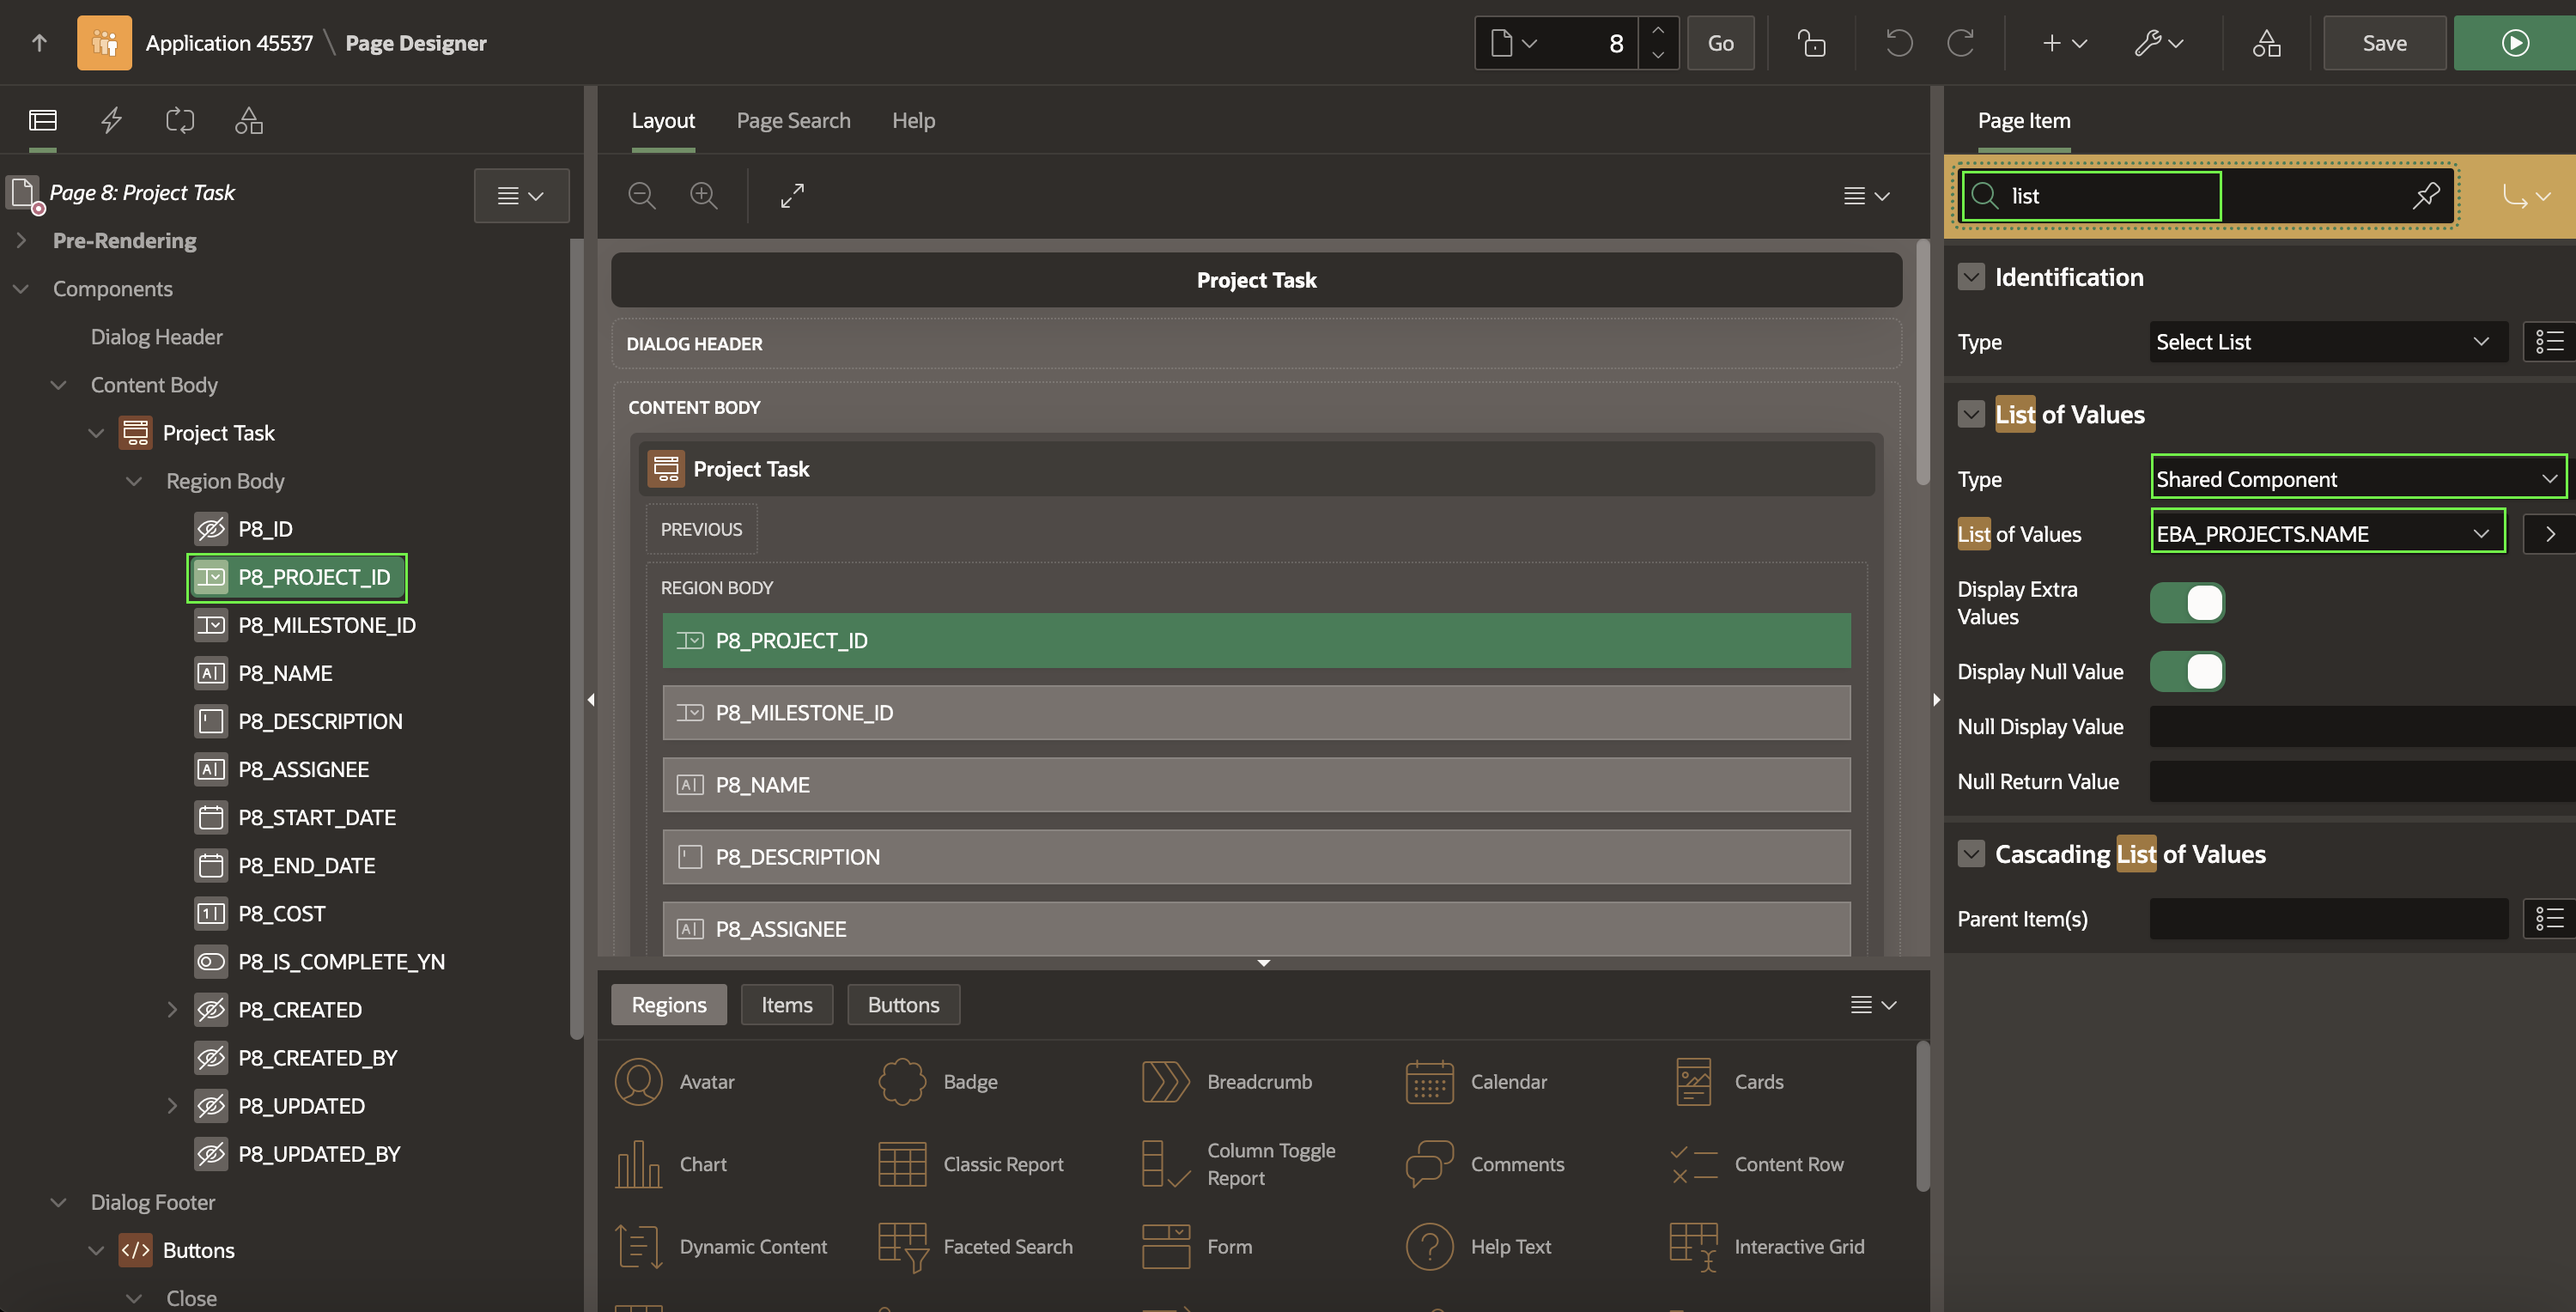 Application 45537 \ Page Designer
8
Go
Save
Page 8: Project Task
Pre-Rendering
Components
Dialog Header
Content Body
Project Task
Region Body
P8_ID
P8_PROJECT_ID
P8_MILESTONE_ID
P8_NAME
P8_DESCRIPTION
P8_ASSIGNEE
P8_START_DATE
P8_END_DATE
P8_COST
P8_IS_COMPLETE_YN
P8_CREATED
P8_CREATED_BY
P8_UPDATED
P8_UPDATED_BY
Dialog Footer
Buttons
Close
Layout Page Search Help
Project Task
DIALOG HEADER
CONTENT BODY
Project Task
PREVIOUS
REGION BODY
P8_PROJECT_ID
P8_MILESTONE_ID
P8_NAME
P8_DESCRIPTION
P8_ASSIGNEE
Regions Items Buttons
Avatar Badge Breadcrumb Calendar Cards
Chart Classic Report Column Toggle Report Comments Content Row
Dynamic Content Faceted Search Form Help Text Interactive Grid
Page Item
list
Identification
Type Select List
List of Values
Type Shared Component
List of Values EBA_PROJECTS.NAME
Display Extra
Values
Display Null Value
Null Display Value
Null Return Value
Cascading List of Values
Parent Item(s)